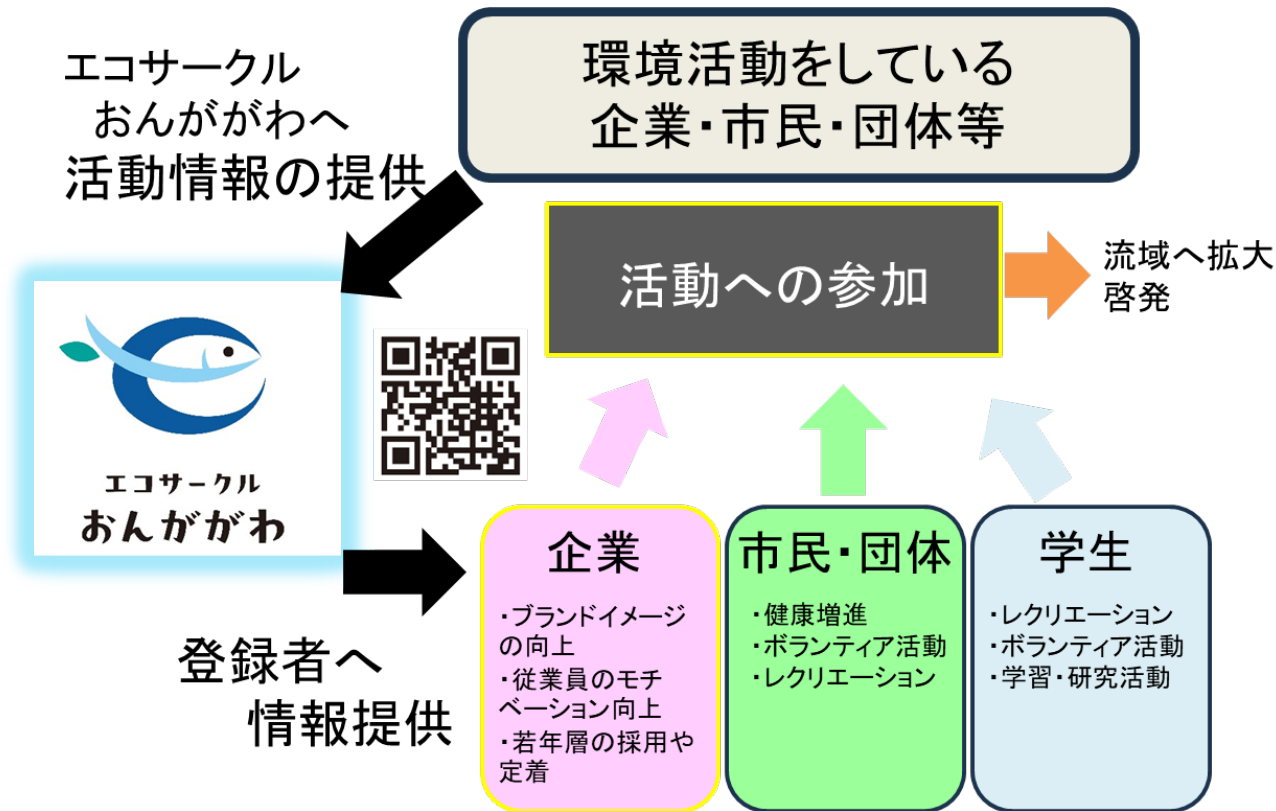 エコサークル
おんががわへ
活動情報の提供
環境活動をしている
企業・市民・団体等
活動への参加
流域へ拡大
啓発
エコサークル
おんががわ
登録者へ
情報提供
企業
・ブランドイメージ
の向上
・従業員のモチ
ベーション向上
・若年層の採用や
定着
市民・団体
・健康増進
・ボランティア活動
・レクリエーション
学生
・レクリエーション
・ボランティア活動
・学習・研究活動